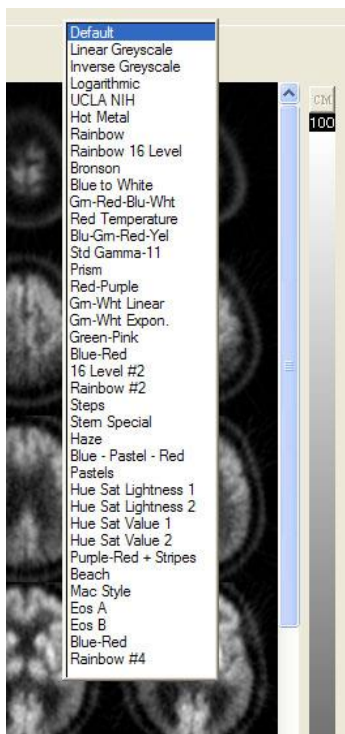 Default
Linear Greyscale
Inverse Greyscale
Logarithmic
UCLA NIH
Hot Metal
Rainbow
Rainbow 16 Level
Bronson
Blue to White
Grn-Red-Blu-Wht
Red Temperature
Blu-Grn-Red-Yel
Std Gamma-11
Prism
Red-Purple
Grn-Wht Linear
Grn-Wht Expon.
Green-Pink
Blue-Red
16 Level #2
Rainbow #2
Steps
Stern Special
Haze
Blue - Pastel - Red
Pastels
Hue Sat Lightness 1
Hue Sat Lightness 2
Hue Sat Value 1
Hue Sat Value 2
Purple-Red + Stripes
Beach
Mac Style
Eos A
Eos B
Blue-Red
Rainbow #4
CM
100